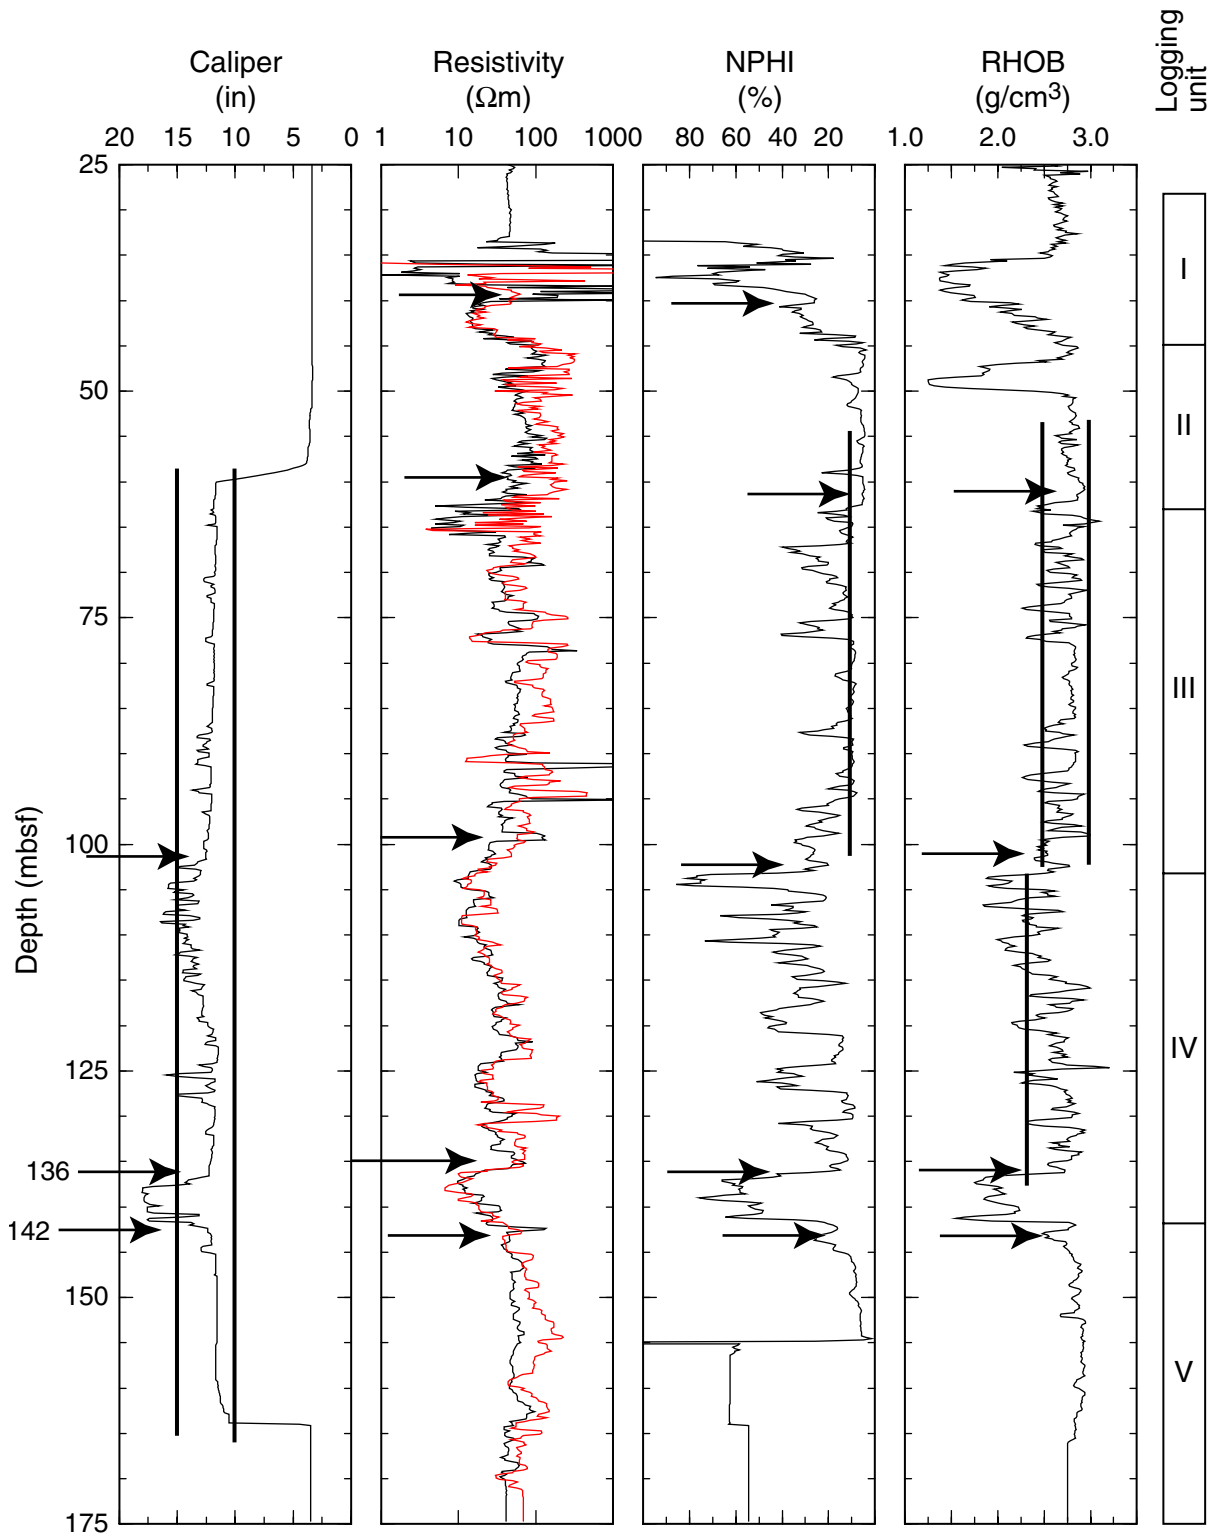 Caliper
(in)
Resistivity
(Ωm)
NPHI
(%)
RHOB
(g/cm³)
Logging
unit
20 15 10 5 0
1 10 100 1000
80 60 40 20 0
1.0 2.0 3.0
25
50
75
100
125
136
142
150
175
Depth (mbsf)
I
II
III
IV
V